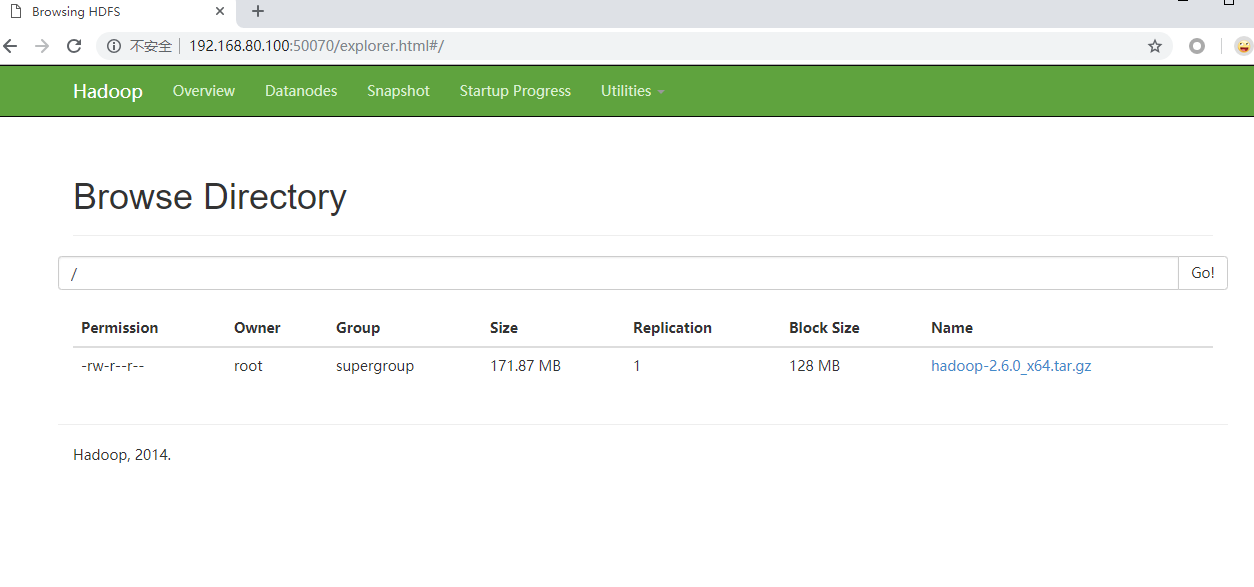 Browsing HDFS
不安全 192.168.80.100:50070/explorer.html#/
Hadoop Overview Datanodes Snapshot Startup Progress Utilities
Browse Directory
/ Go!
Permission Owner Group Size Replication Block Size Name
-rw-r--r-- root supergroup 171.87 MB 1 128 MB hadoop-2.6.0_x64.tar.gz
Hadoop, 2014.